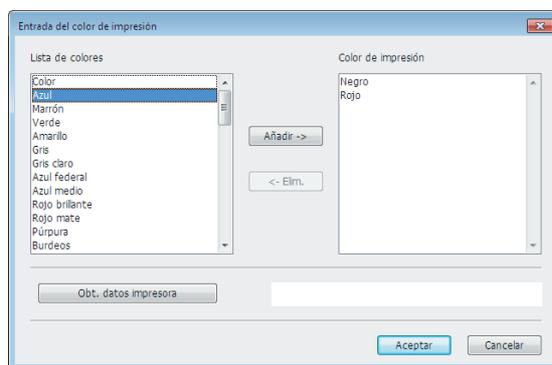 Entrada del color de impresión
Lista de colores
Color de impresión
Color
Azul
Marrón
Verde
Amarillo
Gris
Gris claro
Azul federal
Azul medio
Rojo brillante
Rojo mate
Púrpura
Burdeos
Negro
Rojo
Añadir ->
<- Elim.
Obt. datos impresora
Aceptar
Cancelar